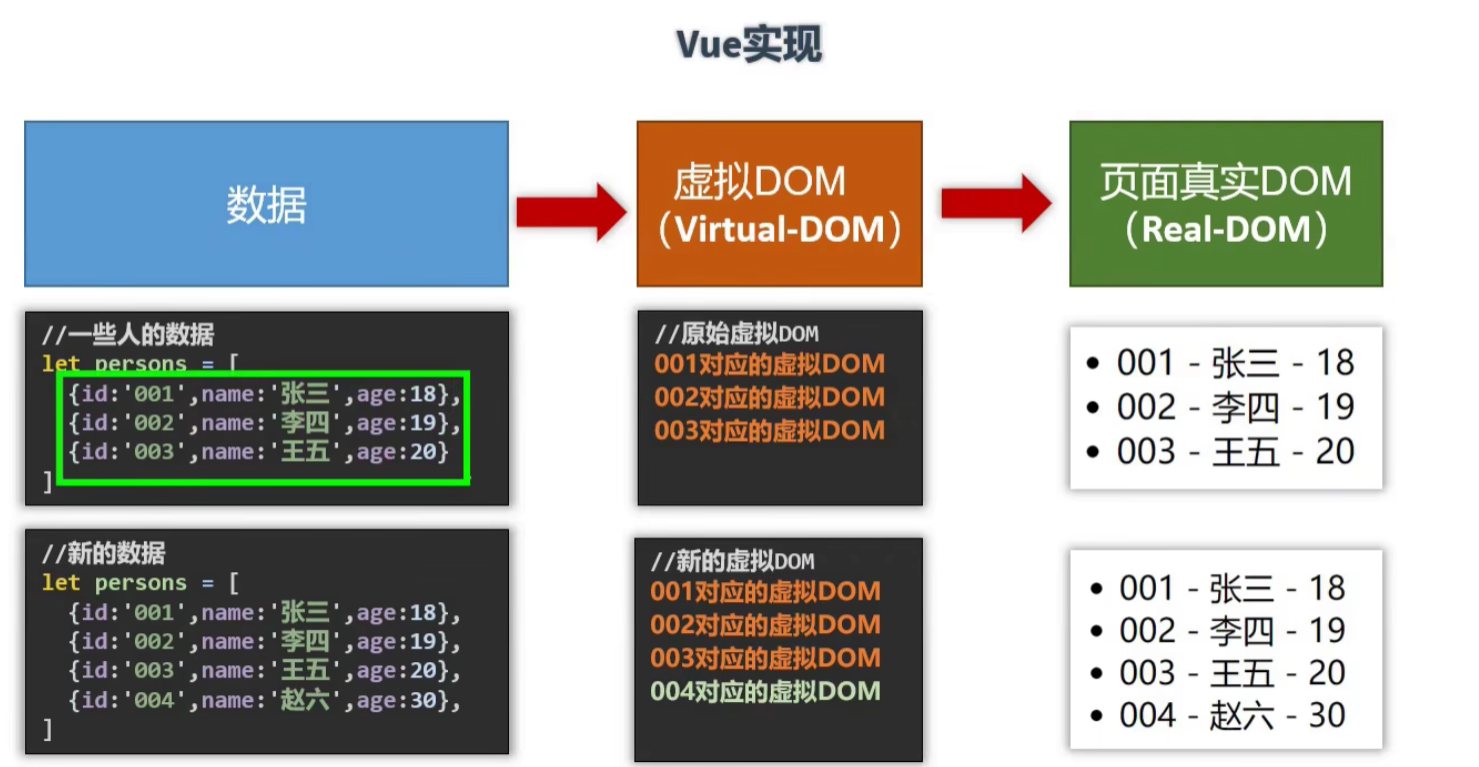 Vue实现
数据
虚拟DOM
（Virtual-DOM）
页面真实DOM
（Real-DOM）
//一些人的数据
let persons = [
{id:'001',name:'张三',age:18},
{id:'002',name:'李四',age:19},
{id:'003',name:'王五',age:20}
]
//原始虚拟DOM
001对应的虚拟DOM
002对应的虚拟DOM
003对应的虚拟DOM
• 001 - 张三 - 18
• 002 - 李四 - 19
• 003 - 王五 - 20
//新的数据
let persons = [
{id:'001',name:'张三',age:18},
{id:'002',name:'李四',age:19},
{id:'003',name:'王五',age:20},
{id:'004',name:'赵六',age:30},
]
//新的虚拟DOM
001对应的虚拟DOM
002对应的虚拟DOM
003对应的虚拟DOM
004对应的虚拟DOM
• 001 - 张三 - 18
• 002 - 李四 - 19
• 003 - 王五 - 20
• 004 - 赵六 - 30